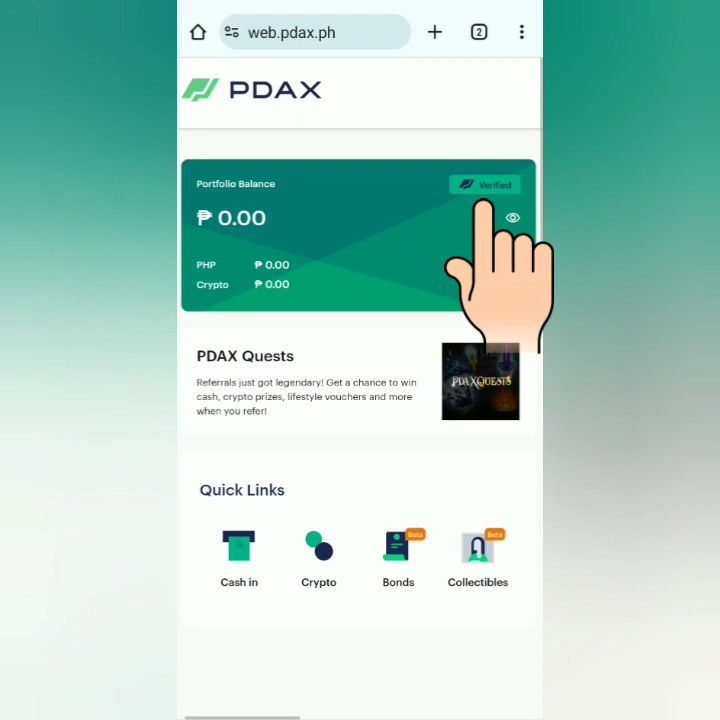 web.pdax.ph
2
PDAX
Portfolio Balance
Verified
₱ 0.00
PHP ₱ 0.00
Crypto ₱ 0.00
PDAX Quests
Referrals just got legendary! Get a chance to win
cash, crypto prizes, lifestyle vouchers and more
when you refer!
PDAXQUESTS
Quick Links
Beta
Beta
Cash in
Crypto
Bonds
Collectibles